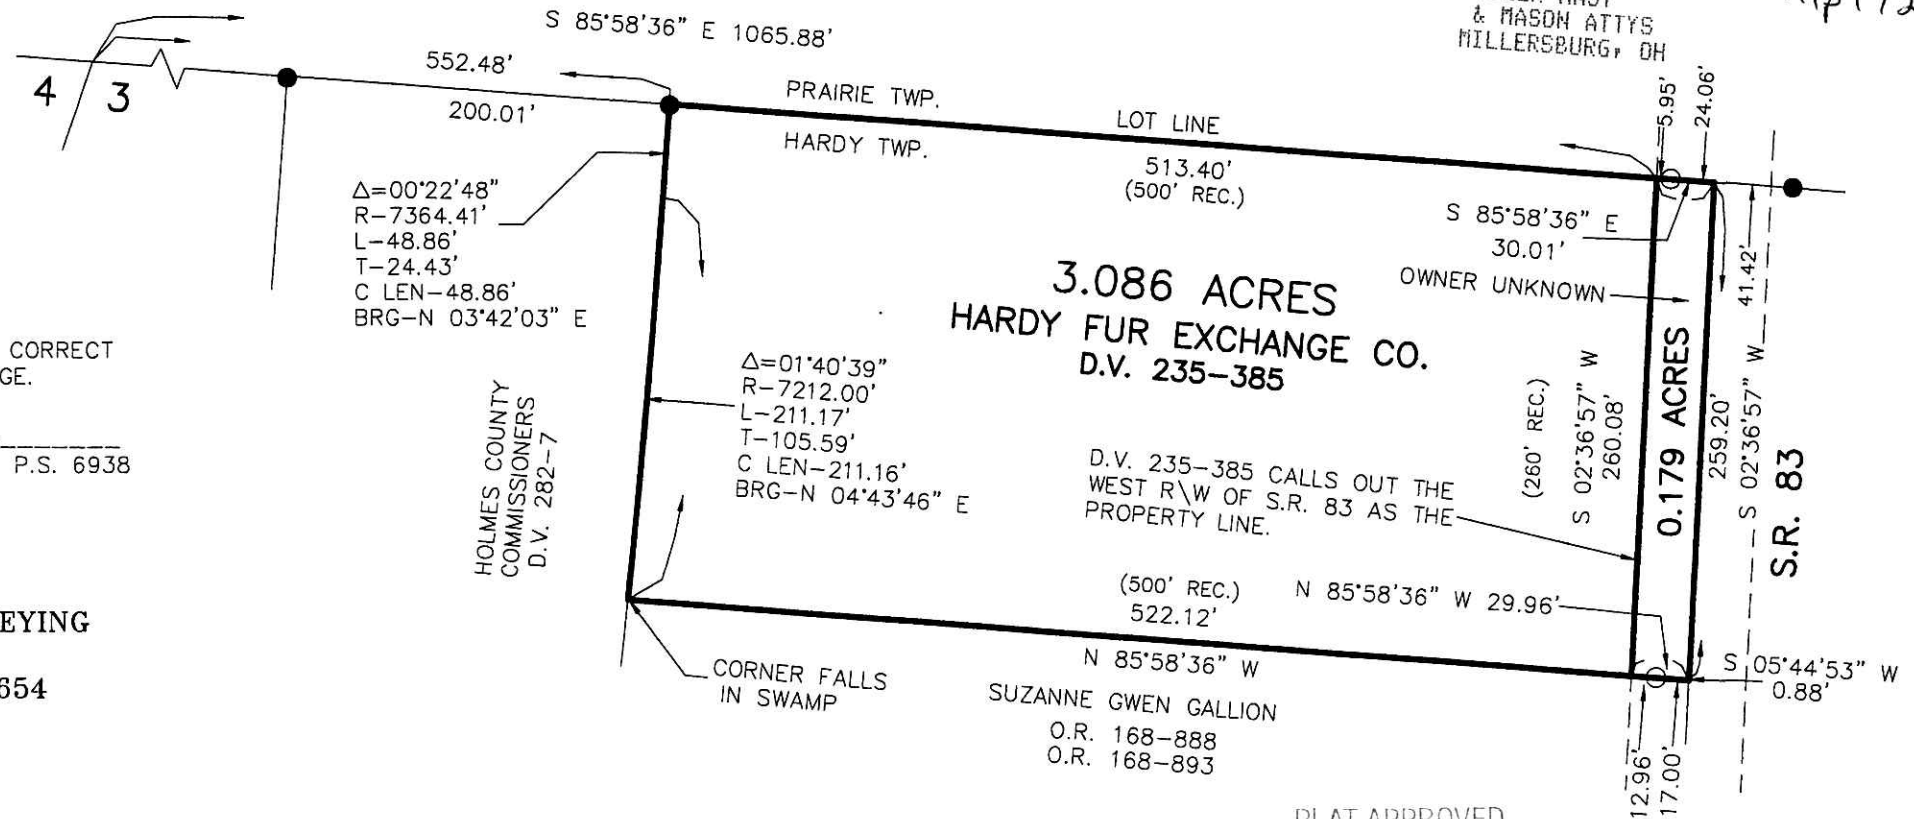 & MASON ATTYS
MILLERSBURG, OH
S 85°58'36" E 1065.88'
552.48'
200.01'
4
3
PRAIRIE TWP.
HARDY TWP.
LOT LINE
513.40'
(500' REC.)
5.95'
24.06'
Δ=00°22'48"
R-7364.41'
L-48.86'
T-24.43'
C LEN-48.86'
BRG-N 03°42'03" E
S 85°58'36" E
30.01'
OWNER UNKNOWN
41.42'
3.086 ACRES
HARDY FUR EXCHANGE CO.
D.V. 235-385
CORRECT
GE.
P.S. 6938
HOLMES COUNTY
COMMISSIONERS
D.V. 282-7
Δ=01°40'39"
R-7212.00'
L-211.17'
T-105.59'
C LEN-211.16'
BRG-N 04°43'46" E
D.V. 235-385 CALLS OUT THE
WEST R\W OF S.R. 83 AS THE
PROPERTY LINE.
(260' REC.)
S 02°36'57" W
260.08'
0.179 ACRES
259.20'
S 02°36'57" W
S.R. 83
(500' REC.)
522.12'
N 85°58'36" W 29.96'
N 85°58'36" W
S 05°44'53" W
0.88'
EYING
654
CORNER FALLS
IN SWAMP
SUZANNE GWEN GALLION
O.R. 168-888
O.R. 168-893
12.96'
17.00'
PLAT APPROVED